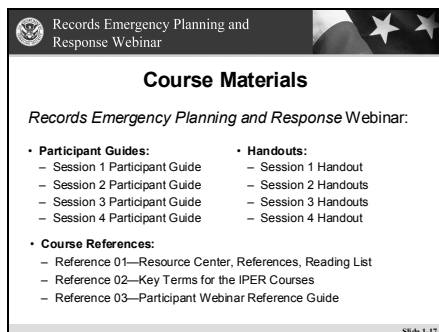 Records Emergency Planning and
Response Webinar
Course Materials
Records Emergency Planning and Response Webinar:
• Participant Guides:
– Session 1 Participant Guide
– Session 2 Participant Guide
– Session 3 Participant Guide
– Session 4 Participant Guide
• Handouts:
– Session 1 Handout
– Session 2 Handouts
– Session 3 Handouts
– Session 4 Handout
• Course References:
– Reference 01—Resource Center, References, Reading List
– Reference 02—Key Terms for the IPER Courses
– Reference 03—Participant Webinar Reference Guide
Slide 1-17